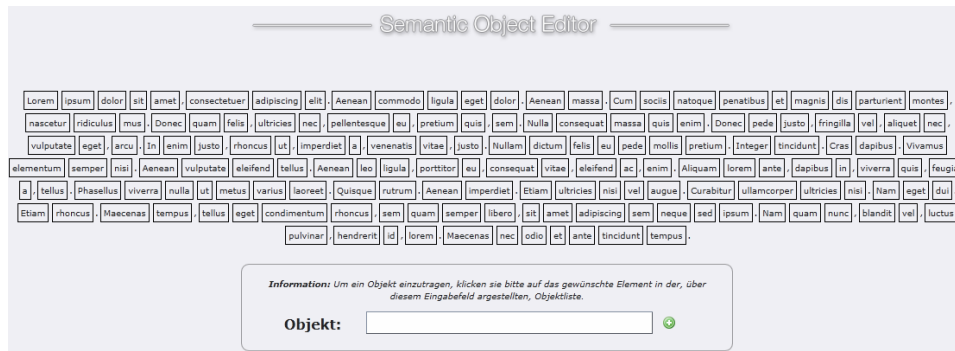 Semantic Object Editor
Lorem ipsum dolor sit amet , consectetuer adipiscing elit . Aenean commodo ligula eget dolor . Aenean massa . Cum sociis natoque penatibus et magnis dis parturient montes ,
nascetur ridiculus mus . Donec quam felis , ultricies nec , pellentesque eu , pretium quis , sem . Nulla consequat massa quis enim . Donec pede justo , fringilla vel , aliquet nec ,
vulputate eget , arcu . In enim justo , rhoncus ut , imperdiet a , venenatis vitae , justo . Nullam dictum felis eu pede mollis pretium . Integer tincidunt . Cras dapibus . Vivamus
elementum semper nisi . Aenean vulputate eleifend tellus . Aenean leo ligula , porttitor eu , consequat vitae , eleifend ac , enim . Aliquam lorem ante , dapibus in , viverra quis , feugia
a , tellus . Phasellus viverra nulla ut metus varius laoreet . Quisque rutrum . Aenean imperdiet . Etiam ultricies nisi vel augue . Curabitur ullamcorper ultricies nisi . Nam eget dui
Etiam rhoncus . Maecenas tempus , tellus eget condimentum rhoncus , sem quam semper libero , sit amet adipiscing sem neque sed ipsum . Nam quam nunc , blandit vel , luctus
pulvinar , hendrerit id , lorem . Maecenas nec odio et ante tincidunt tempus .
Information: Um ein Objekt einzutragen, klicken sie bitte auf das gewünschte Element in der, über
diesem Eingabefeld argestellten, Objektliste.
Objekt: